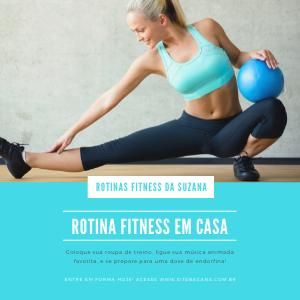 ROTINAS FITNESS DA SUZANA
ROTINA FITNESS EM CASA
Coloque sua roupa de treino, ligue sua música animada
favorita, e se prepare para uma dose de endorfina!
ENTRE EM FORMA HOJE! ACESSE WWW.SITEBACANA.COM.BR